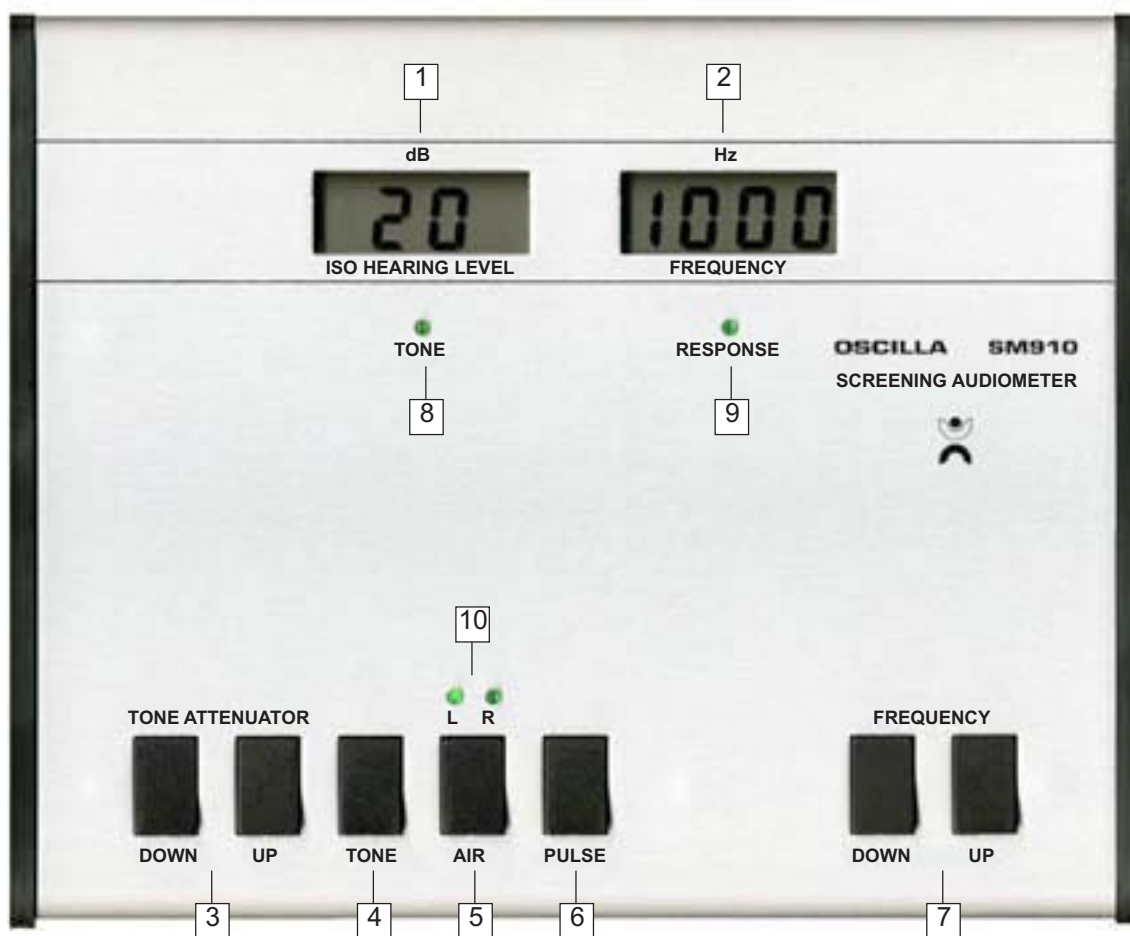 1 2
dB Hz
20 1000
ISO HEARING LEVEL FREQUENCY
TONE RESPONSE
OSCILLA SM910
SCREENING AUDIOMETER
8 9
10
L R
TONE ATTENUATOR FREQUENCY
DOWN UP TONE AIR PULSE DOWN UP
3 4 5 6 7